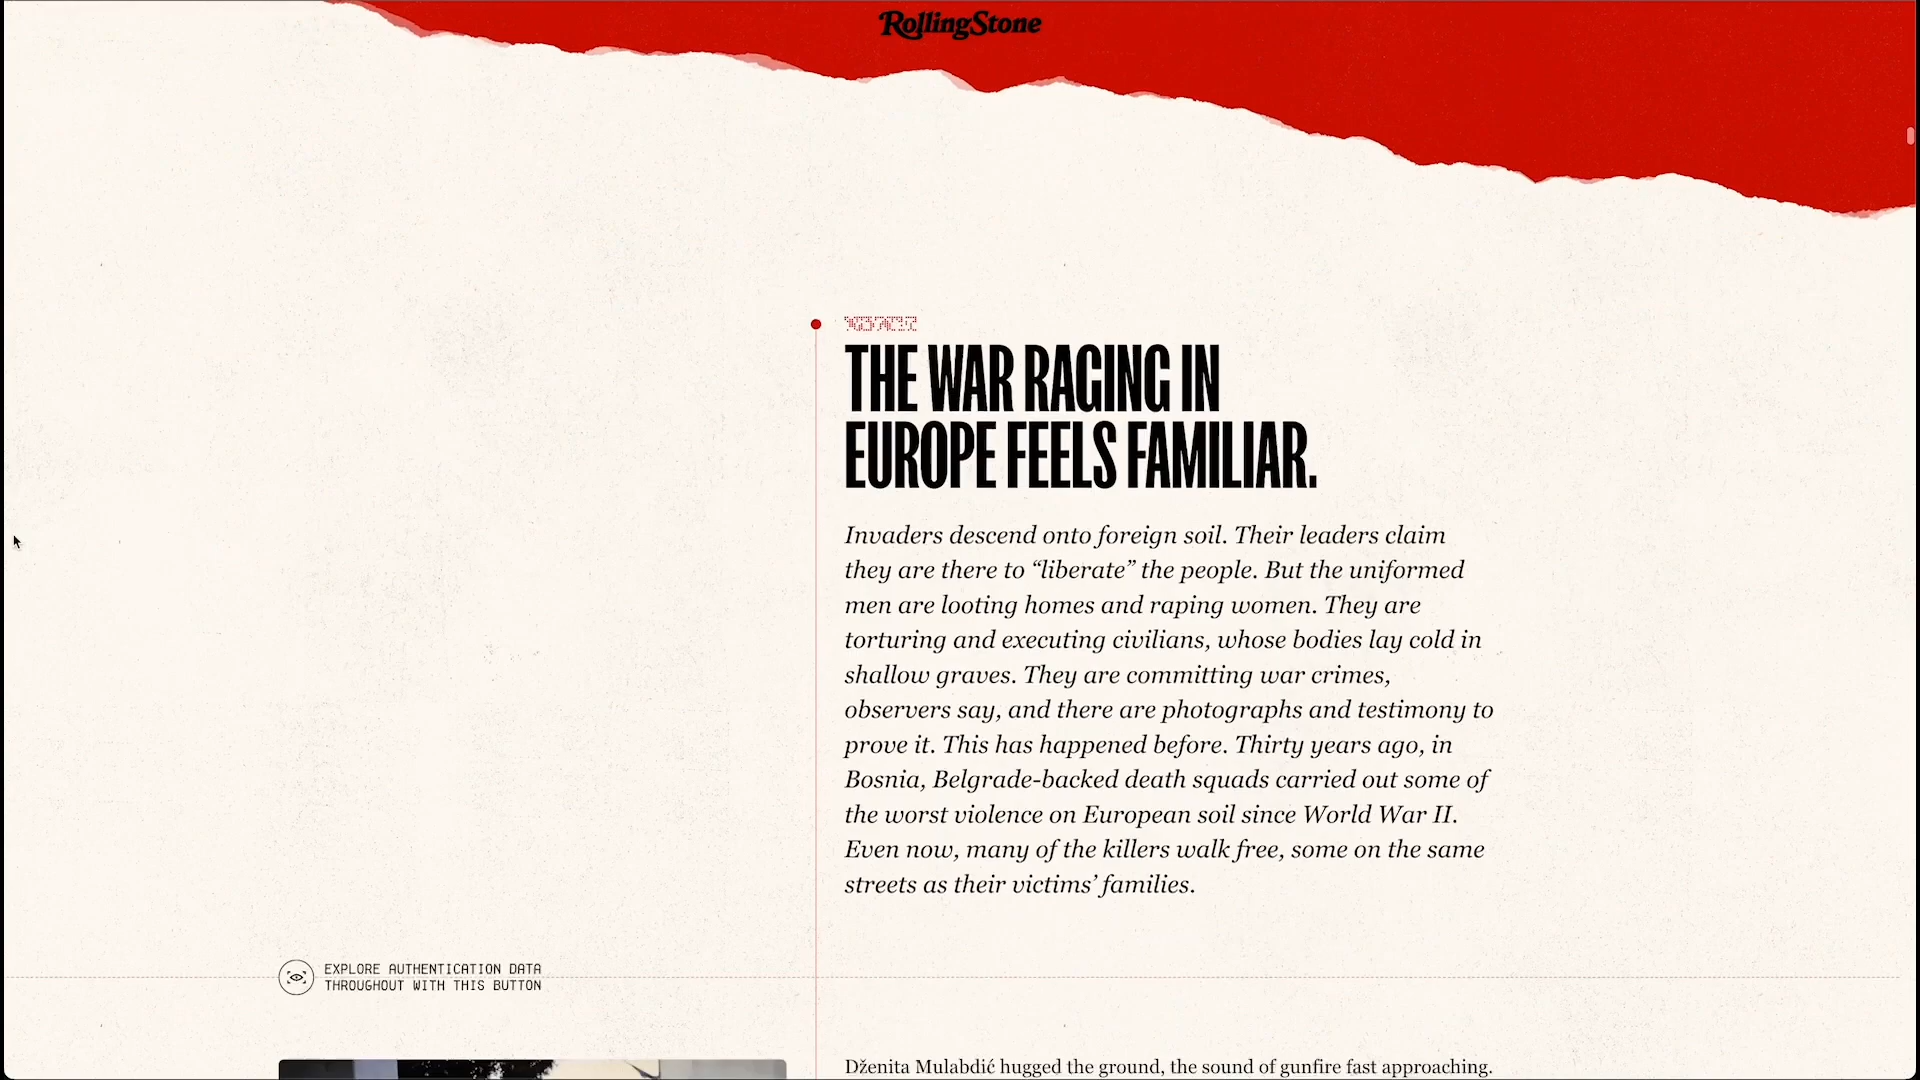 RollingStone
THE WAR RAGING IN
EUROPE FEELS FAMILIAR.
Invaders descend onto foreign soil. Their leaders claim
they are there to “liberate” the people. But the uniformed
men are looting homes and raping women. They are
torturing and executing civilians, whose bodies lay cold in
shallow graves. They are committing war crimes,
observers say, and there are photographs and testimony to
prove it. This has happened before. Thirty years ago, in
Bosnia, Belgrade-backed death squads carried out some of
the worst violence on European soil since World War II.
Even now, many of the killers walk free, some on the same
streets as their victims’ families.
EXPLORE AUTHENTICATION DATA
THROUGHOUT WITH THIS BUTTON
Dženita Mulabdić hugged the ground, the sound of gunfire fast approaching.